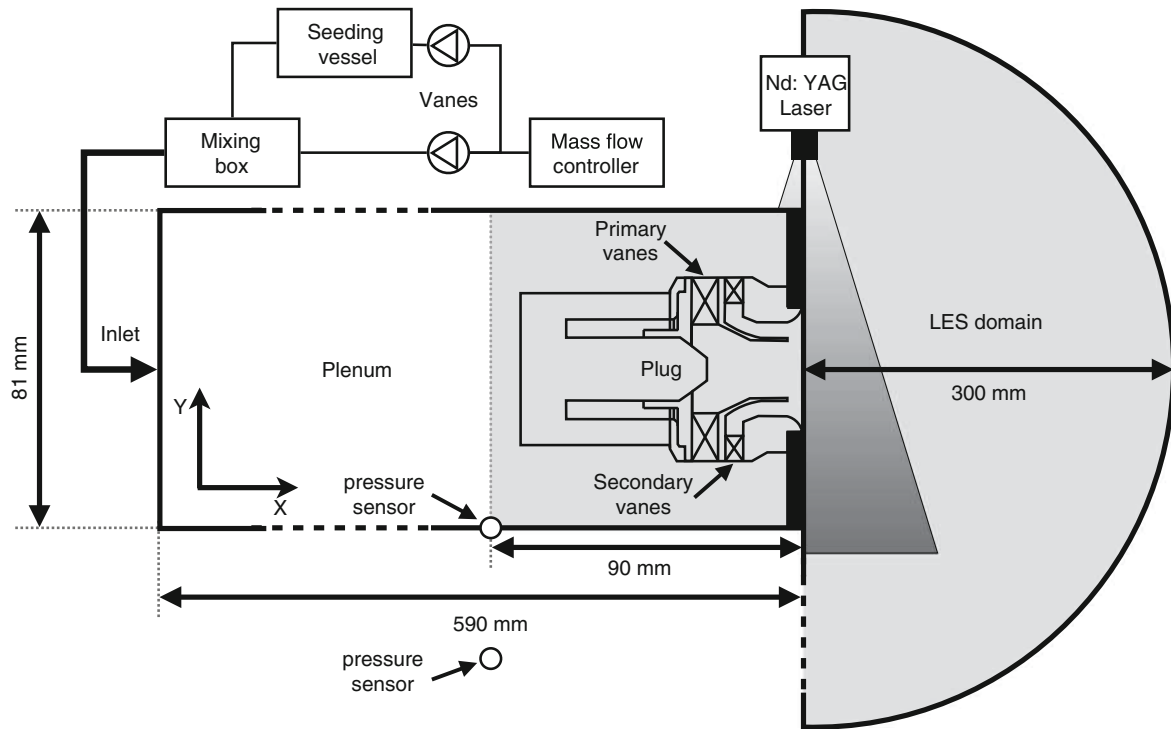 Seeding
vessel
Nd: YAG
Laser
Vanes
Mixing
box
Mass flow
controller
Primary
vanes
Inlet
81 mm
Plenum
Plug
LES domain
300 mm
Y
X
pressure
sensor
Secondary
vanes
90 mm
590 mm
pressure
sensor